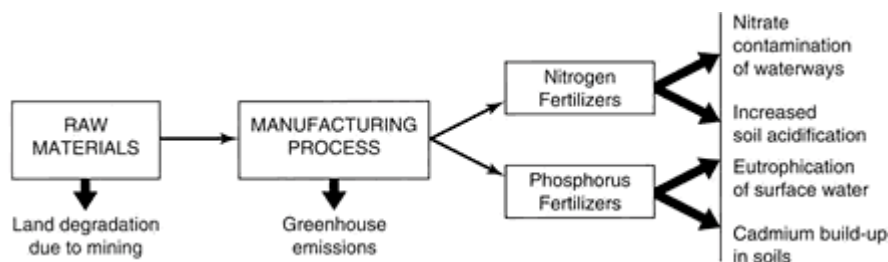 RAW
MATERIALS
Land degradation
due to mining
MANUFACTURING
PROCESS
Greenhouse
emissions
Nitrogen
Fertilizers
Phosphorus
Fertilizers
Nitrate
contamination
of waterways
Increased
soil acidification
Eutrophication
of surface water
Cadmium build-up
in soils